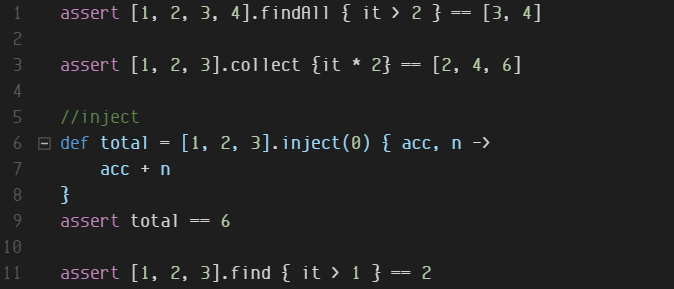 1 assert [1, 2, 3, 4].findAll { it > 2 } == [3, 4]
2
3 assert [1, 2, 3].collect {it * 2} == [2, 4, 6]
4
5 //inject
6 def total = [1, 2, 3].inject(0) { acc, n ->
7     acc + n
8 }
9 assert total == 6
10
11 assert [1, 2, 3].find { it > 1 } == 2